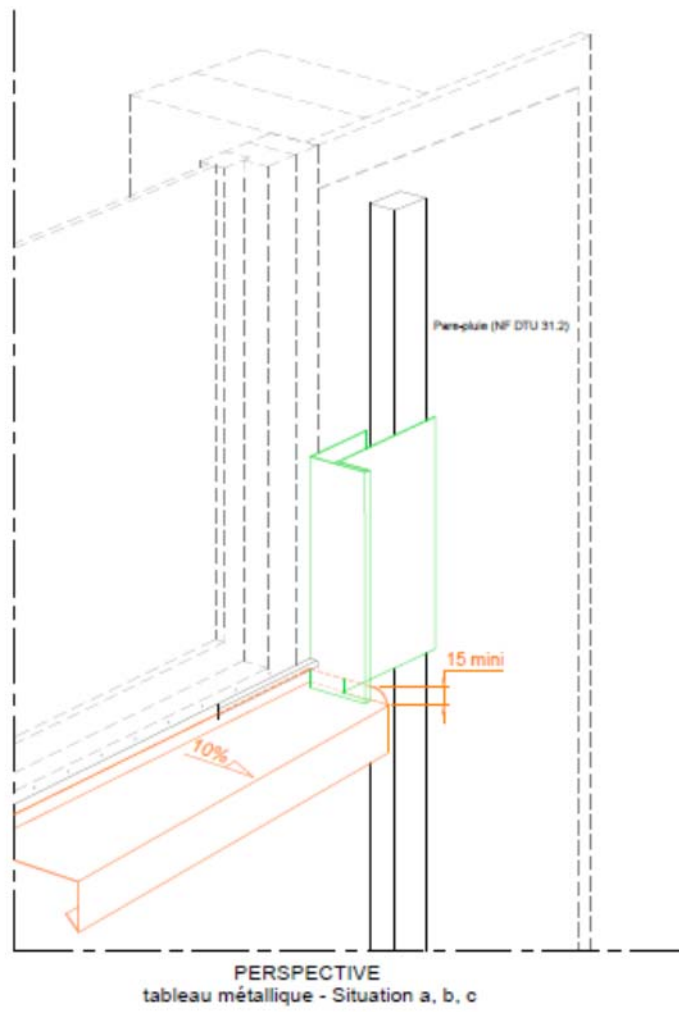 Pare-pluie (NF DTU 31.2)
15 mini
10%
PERSPECTIVE
tableau métallique - Situation a, b, c